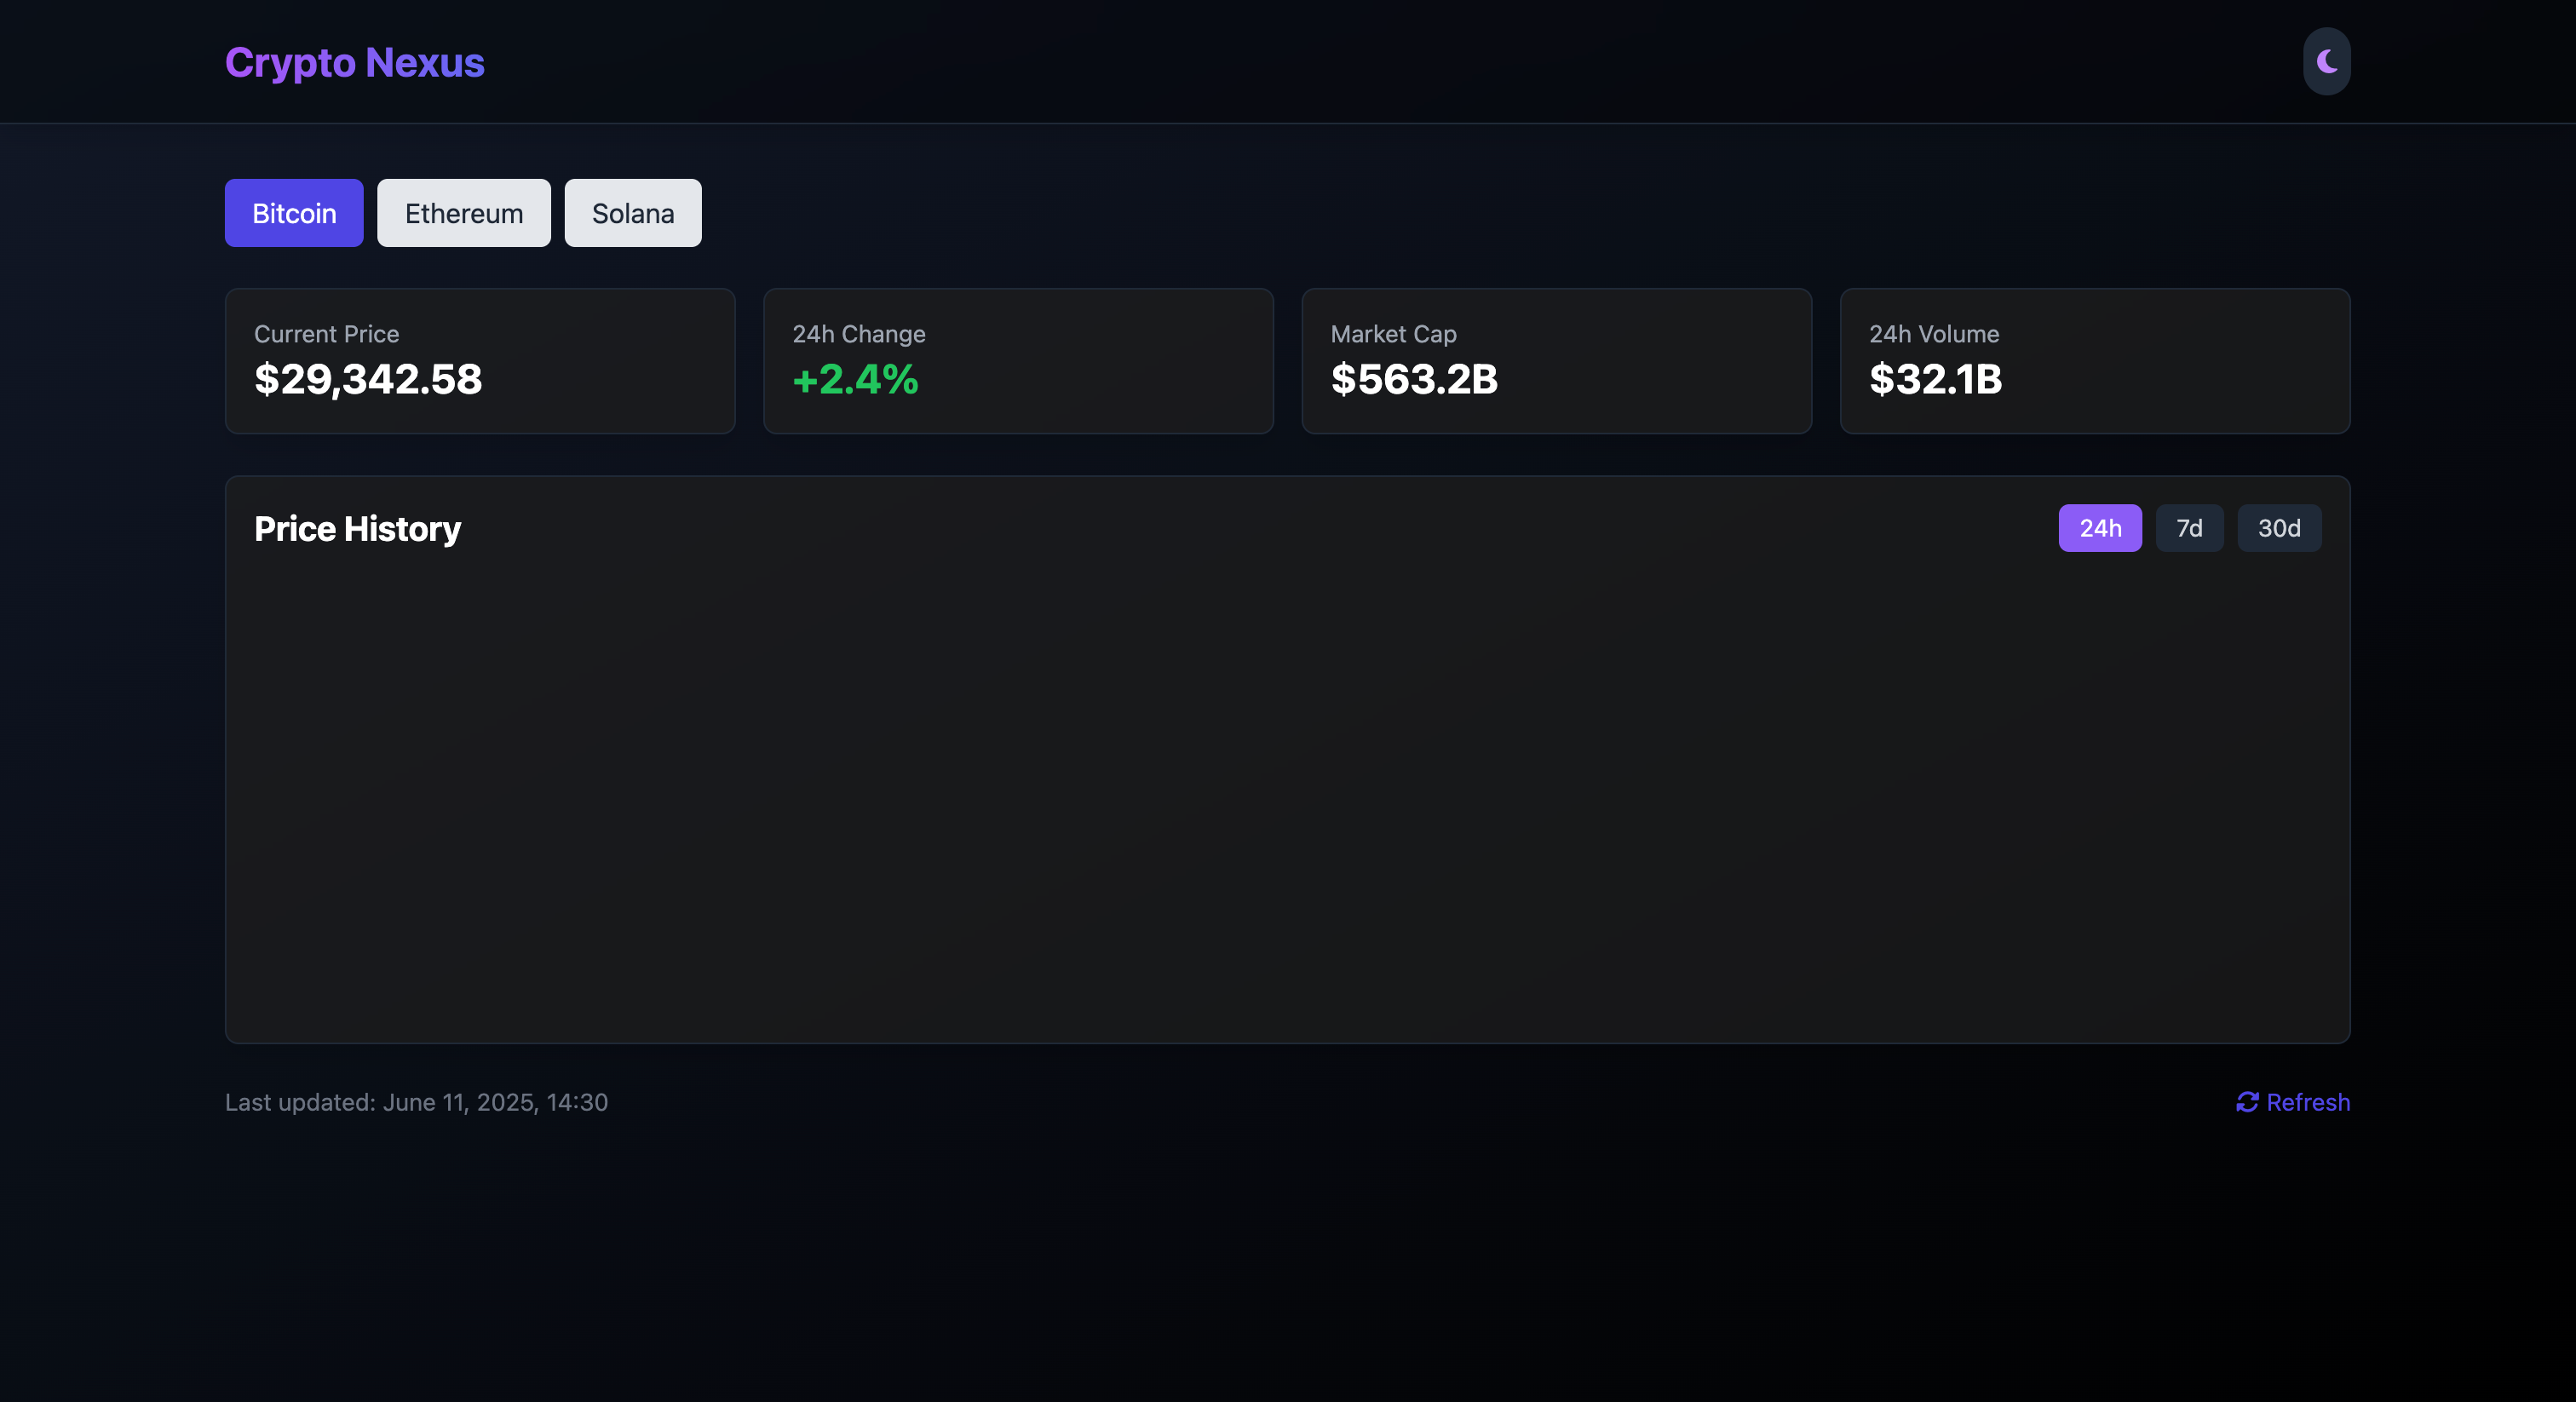 Crypto Nexus
Bitcoin Ethereum Solana
Current Price
$29,342.58
24h Change
+2.4%
Market Cap
$563.2B
24h Volume
$32.1B
Price History
24h 7d 30d
Last updated: June 11, 2025, 14:30
Refresh